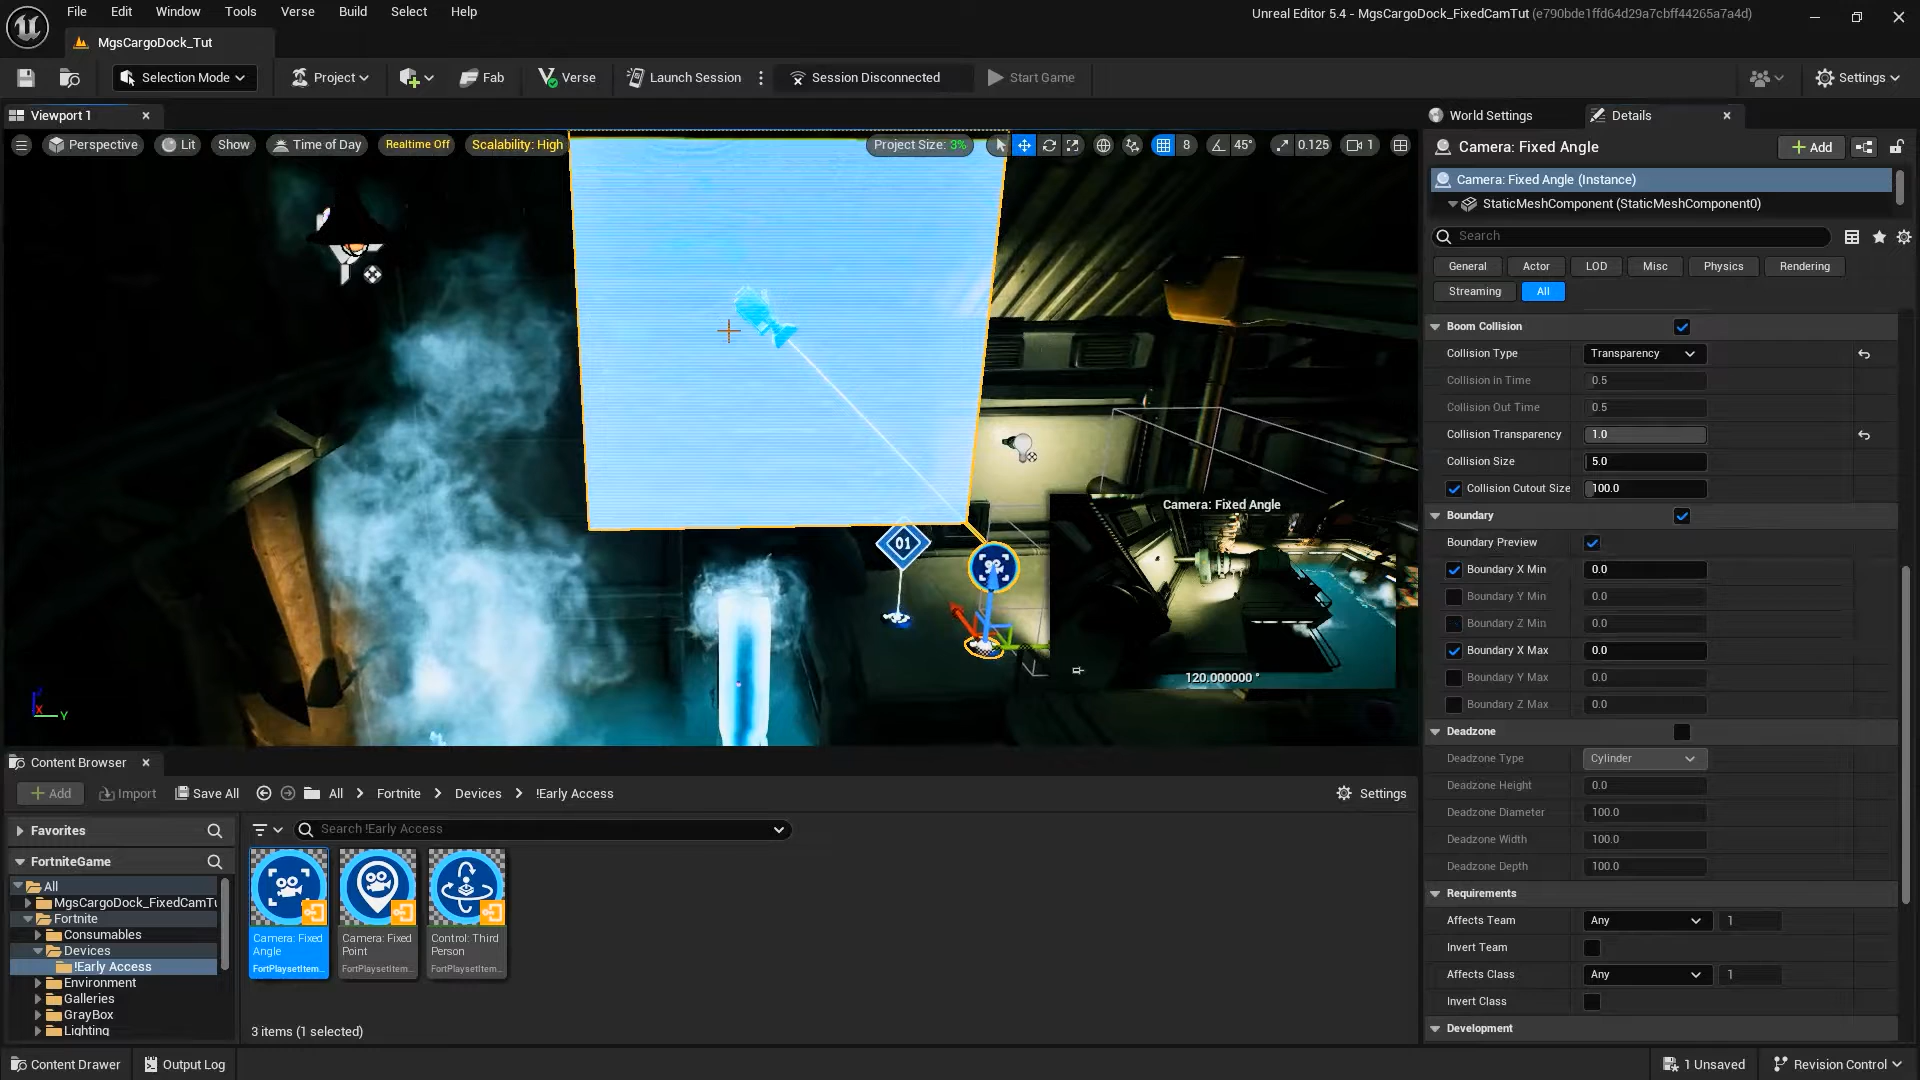 File Edit Window Tools Verse Build Select Help
Unreal Editor 5.4 - MgsCargoDock_FixedCamTut (e790bde1ffd64d29a7cbff44265a7a4d)
MgsCargoDock_Tut
Selection Mode Project Fab Verse Launch Session Session Disconnected Start Game Settings
Viewport 1
Perspective Lit Show Time of Day Realtime Off Scalability: High Project Size: 3% 8 45° 0.125 1
01
Camera: Fixed Angle
120.000000 °
X Y
World Settings Details
Camera: Fixed Angle Add
Camera: Fixed Angle (Instance)
StaticMeshComponent (StaticMeshComponent0)
Search
General Actor LOD Misc Physics Rendering
Streaming All
Boom Collision
Collision Type Transparency
Collision in Time 0.5
Collision Out Time 0.5
Collision Transparency 1.0
Collision Size 5.0
Collision Cutout Size 100.0
Boundary
Boundary Preview
Boundary X Min 0.0
Boundary Y Min 0.0
Boundary Z Min 0.0
Boundary X Max 0.0
Boundary Y Max 0.0
Boundary Z Max 0.0
Deadzone
Deadzone Type Cylinder
Deadzone Height 0.0
Deadzone Diameter 100.0
Deadzone Width 100.0
Deadzone Depth 100.0
Requirements
Affects Team Any 1
Invert Team
Affects Class Any 1
Invert Class
Development
Content Browser
Add Import Save All All Fortnite Devices !Early Access Settings
Favorites
FortniteGame
All
MgsCargoDock_FixedCamTu
Fortnite
Consumables
Devices
!Early Access
Environment
Galleries
GrayBox
Lighting
Search !Early Access
Camera: Fixed Angle
FortPlaysetItem...
Camera: Fixed Point
FortPlaysetItem...
Control: Third Person
FortPlaysetItem...
3 items (1 selected)
Content Drawer Output Log 1 Unsaved Revision Control